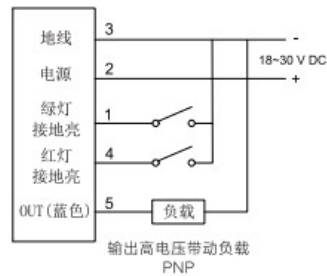 地线 3 -
18~30 V DC
电源 2 +
绿灯 1
接地亮
红灯 4
接地亮
OUT(蓝色) 5 负载
输出高电压带动负载
PNP